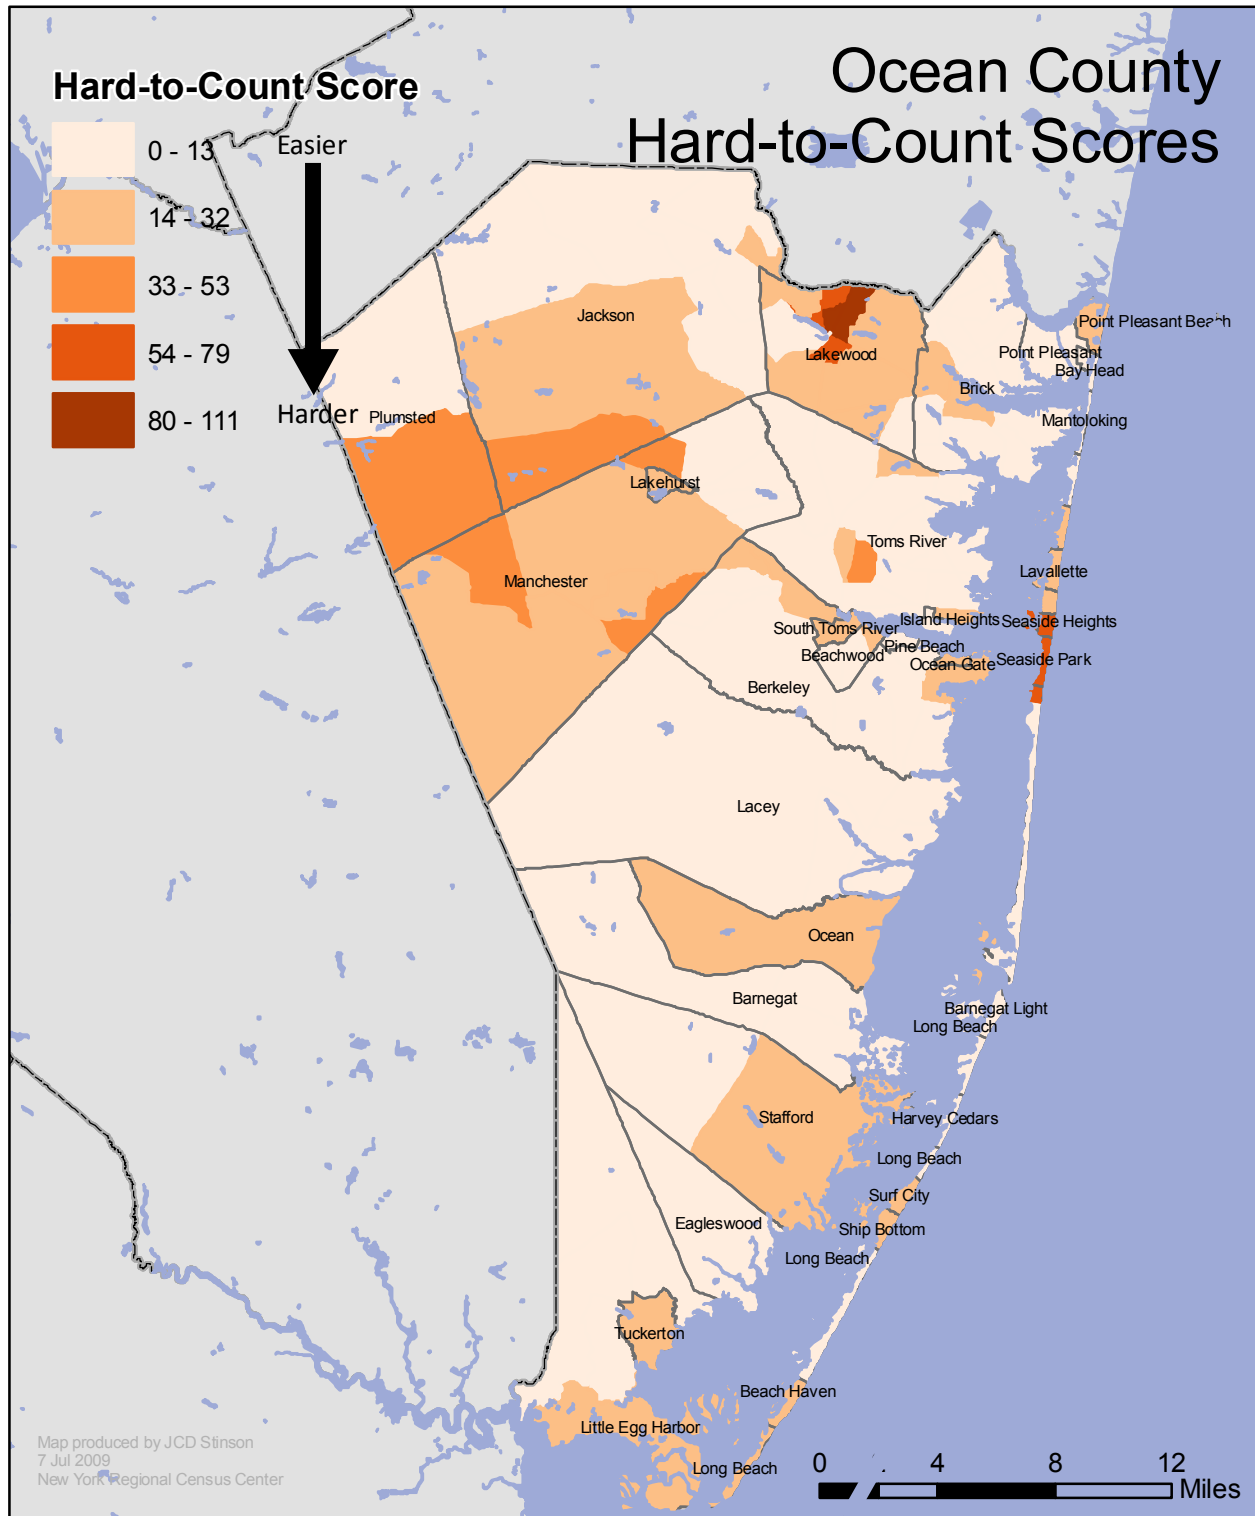 Ocean County
Hard-to-Count Scores
Hard-to-Count Score
0 - 13
14 - 32
33 - 53
54 - 79
80 - 111
Easier
Harder
Jackson
Plumsted
Lakewood
Point Pleasant Beach
Point Pleasant
Bay Head
Brick
Mantoloking
Lakehurst
Toms River
Manchester
Lavallette
Island Heights
Seaside Heights
South Toms River
Pine Beach
Beachwood
Ocean Gate
Seaside Park
Berkeley
Lacey
Ocean
Barnegat
Barnegat Light
Long Beach
Stafford
Harvey Cedars
Long Beach
Surf City
Eagleswood
Ship Bottom
Long Beach
Tuckerton
Beach Haven
Little Egg Harbor
Long Beach
Map produced by JCD Stinson
7 Jul 2009
New York Regional Census Center
0 4 8 12
Miles